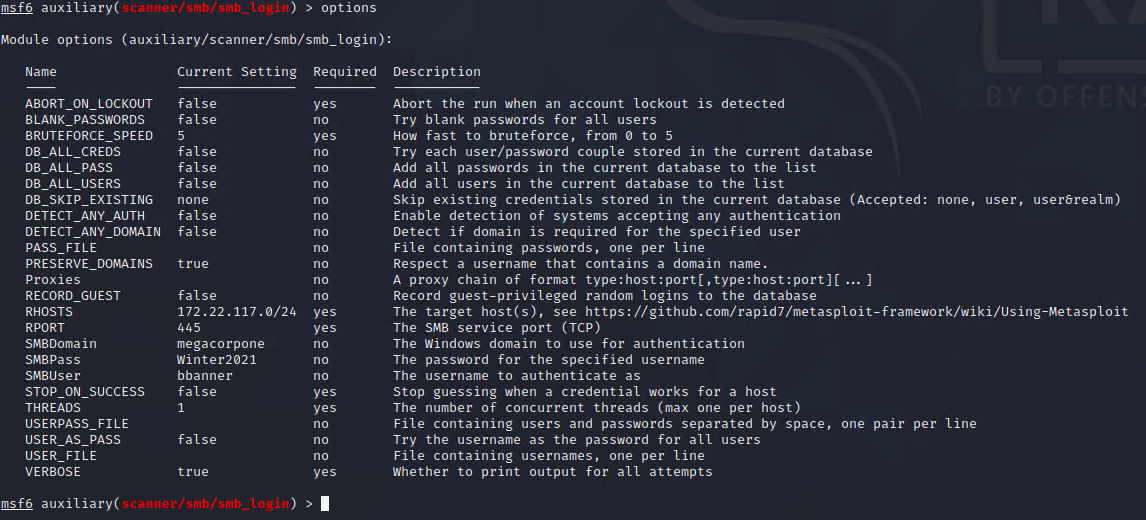 msf6 auxiliary(scanner/smb/smb_login) > options
Module options (auxiliary/scanner/smb/smb_login):
Name Current Setting Required Description
ABORT_ON_LOCKOUT false yes Abort the run when an account lockout is detected
BLANK_PASSWORDS false no Try blank passwords for all users
BRUTEFORCE_SPEED 5 yes How fast to bruteforce, from 0 to 5
DB_ALL_CREDS false no Try each user/password couple stored in the current database
DB_ALL_PASS false no Add all passwords in the current database to the list
DB_ALL_USERS false no Add all users in the current database to the list
DB_SKIP_EXISTING none no Skip existing credentials stored in the current database (Accepted: none, user, user&realm)
DETECT_ANY_AUTH false no Enable detection of systems accepting any authentication
DETECT_ANY_DOMAIN false no Detect if domain is required for the specified user
PASS_FILE no File containing passwords, one per line
PRESERVE_DOMAINS true no Respect a username that contains a domain name.
Proxies no A proxy chain of format type:host:port[,type:host:port][ ... ]
RECORD_GUEST false no Record guest-privileged random logins to the database
RHOSTS 172.22.117.0/24 yes The target host(s), see https://github.com/rapid7/metasploit-framework/wiki/Using-Metasploit
RPORT 445 yes The SMB service port (TCP)
SMBDomain megacorpone no The Windows domain to use for authentication
SMBPass Winter2021 no The password for the specified username
SMBUser bbanner no The username to authenticate as
STOP_ON_SUCCESS false yes Stop guessing when a credential works for a host
THREADS 1 yes The number of concurrent threads (max one per host)
USERPASS_FILE no File containing users and passwords separated by space, one pair per line
USER_AS_PASS false no Try the username as the password for all users
USER_FILE no File containing usernames, one per line
VERBOSE true yes Whether to print output for all attempts
msf6 auxiliary(scanner/smb/smb_login) >
BY OFFENS